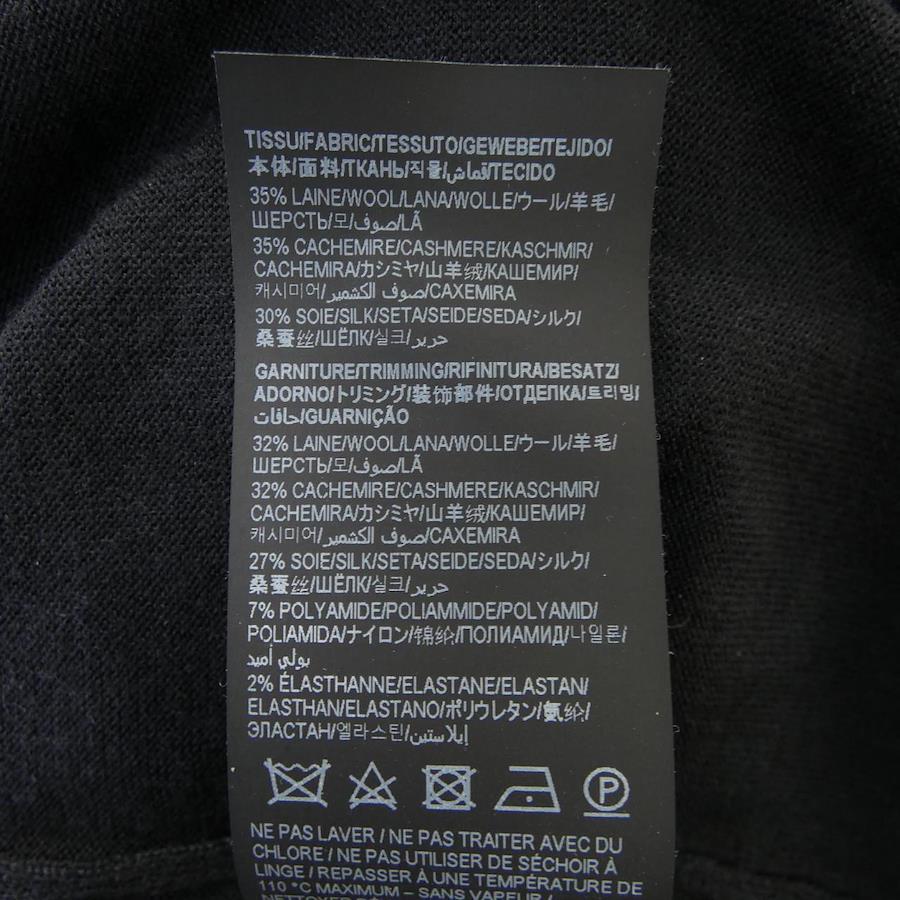 TISSU/FABRIC/TESSUTO/GEWEBE/TEJIDO/
本体/面料/ТКАНЬ/직물/قماش/TECIDO
35% LAINE/WOOL/LANA/WOLLE/ウール/羊毛/
ШЕРСТЬ/모/صوف/LÃ
35% CACHEMIRE/CASHMERE/KASCHMIR/
CACHEMIRA/カシミヤ/山羊绒/КАШЕМИР/
캐시미어/صوف الكشمير/CAXEMIRA
30% SOIE/SILK/SETA/SEIDE/SEDA/シルク/
桑蚕丝/ШЁЛК/실크/حرير
GARNITURE/TRIMMING/RIFINITURA/BESATZ/
ADORNO/トリミング/装饰部件/ОТДЕЛКА/트리밍/
حافات/GUARNIÇÃO
32% LAINE/WOOL/LANA/WOLLE/ウール/羊毛/
ШЕРСТЬ/모/صوف/LÃ
32% CACHEMIRE/CASHMERE/KASCHMIR/
CACHEMIRA/カシミヤ/山羊绒/КАШЕМИР/
캐시미어/صوف الكشمير/CAXEMIRA
27% SOIE/SILK/SETA/SEIDE/SEDA/シルク/
桑蚕丝/ШЁЛК/실크/حرير
7% POLYAMIDE/POLIAMMIDE/POLYAMID/
POLIAMIDA/ナイロン/锦纶/ПОЛИАМИД/나일론/
بولي أميد
2% ÉLASTHANNE/ELASTANE/ELASTAN/
ELASTHAN/ELASTANO/ポリウレタン/氨纶/
ЭЛАСТАН/엘라스틴/إيلاستين
P
NE PAS LAVER / NE PAS TRAITER AVEC DU
CHLORE / NE PAS UTILISER DE SÉCHOIR À
LINGE / REPASSER À UNE TEMPÉRATURE DE
110 °C MAXIMUM – SANS VAPEUR /